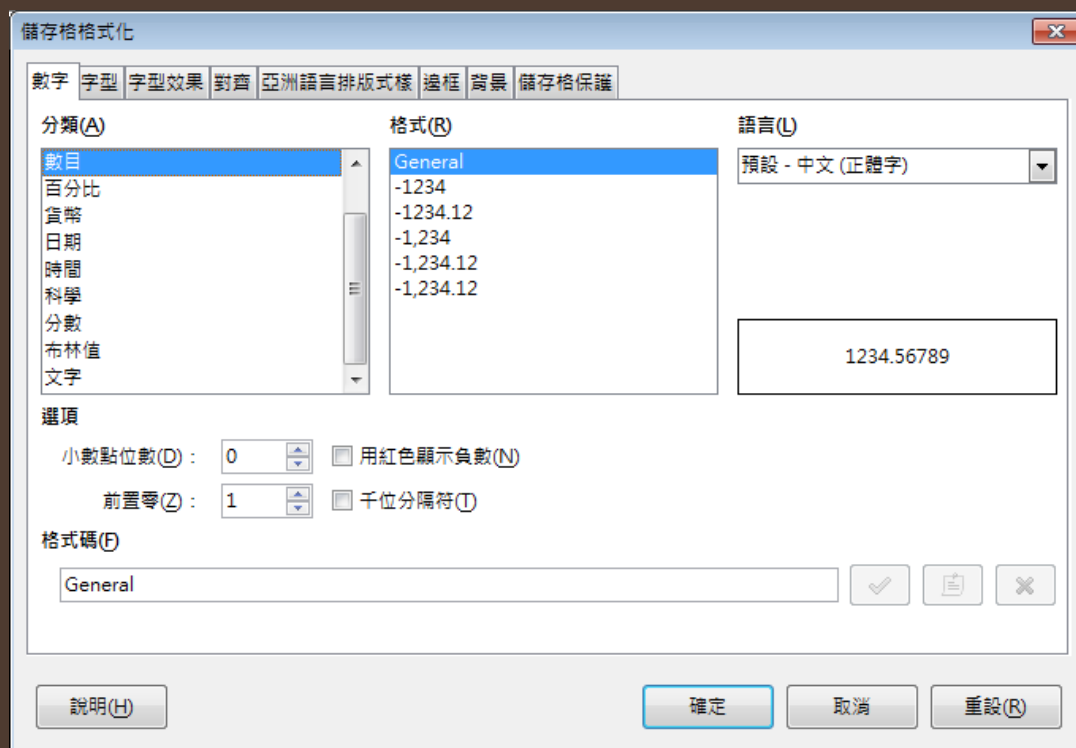 儲存格格式化
數字 字型 字型效果 對齊 亞洲語言排版式樣 邊框 背景 儲存格保護
分類(A)
數目
百分比
貨幣
日期
時間
科學
分數
布林值
文字
格式(R)
General
-1234
-1234.12
-1,234
-1,234.12
-1,234.12
語言(L)
預設 - 中文 (正體字)
1234.56789
選項
小數點位數(D)： 0 用紅色顯示負數(N)
前置零(Z)： 1 千位分隔符(T)
格式碼(F)
General
說明(H) 確定 取消 重設(R)